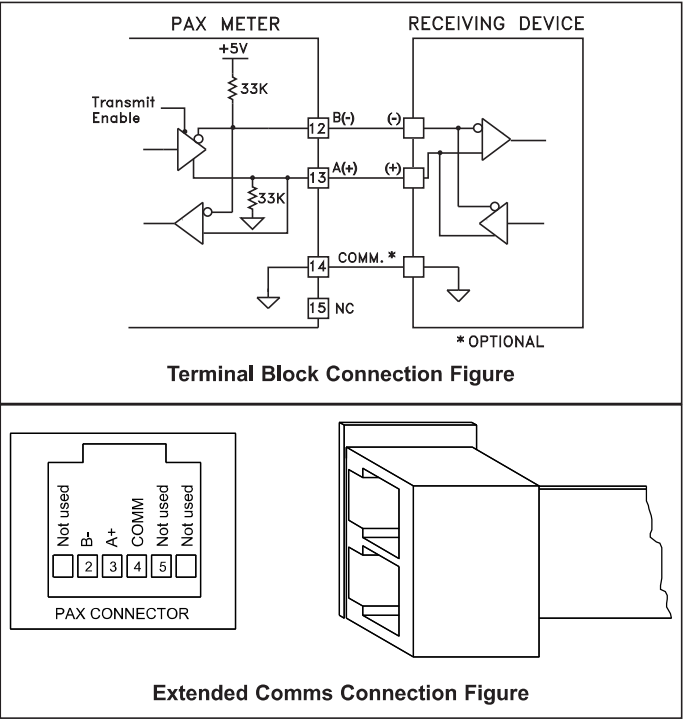 PAX METER
RECEIVING DEVICE
+5V
33K
Transmit
Enable
12
B(-)
(-)
13
A(+)
(+)
33K
14
COMM. *
15
NC
* OPTIONAL
Terminal Block Connection Figure
Not used
B-
A+
COMM
Not used
Not used
2
3
4
5
PAX CONNECTOR
Extended Comms Connection Figure